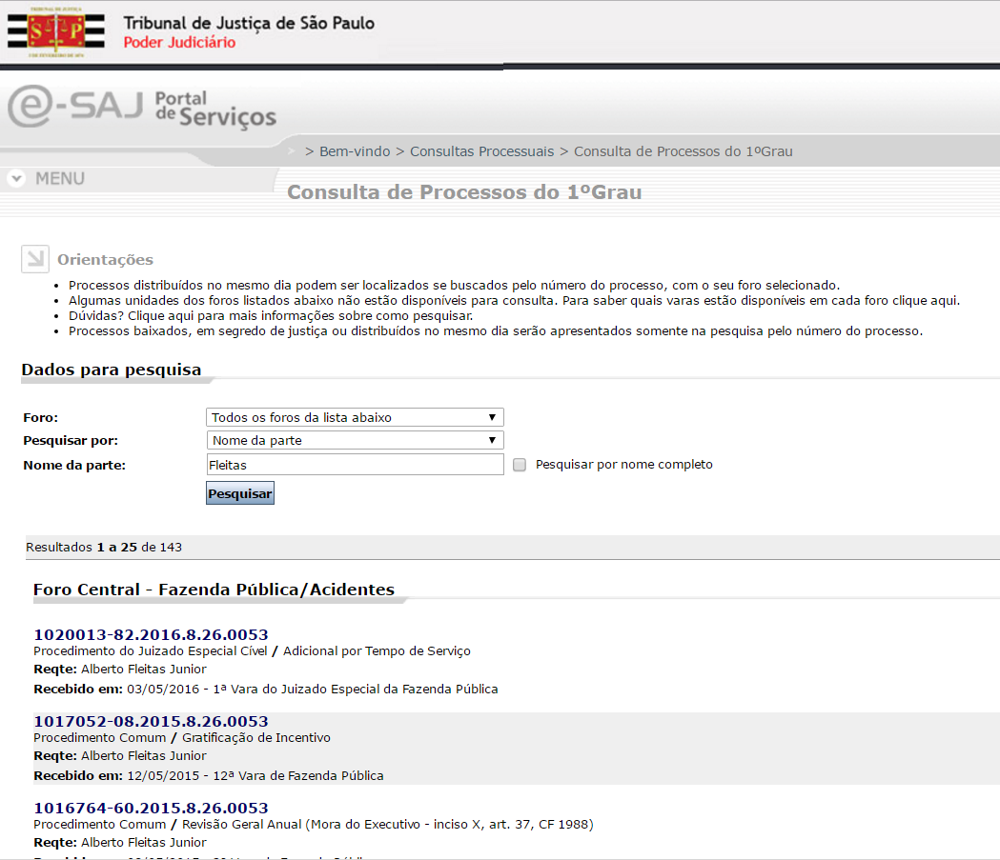 TRIBUNAL DE JUSTIÇA
S P
3 DE FEVEREIRO DE 1874
Tribunal de Justiça de São Paulo
Poder Judiciário
e-SAJ Portal de Serviços
> > Bem-vindo > Consultas Processuais > Consulta de Processos do 1ºGrau
MENU
Consulta de Processos do 1ºGrau
Orientações
• Processos distribuídos no mesmo dia podem ser localizados se buscados pelo número do processo, com o seu foro selecionado.
• Algumas unidades dos foros listados abaixo não estão disponíveis para consulta. Para saber quais varas estão disponíveis em cada foro clique aqui.
• Dúvidas? Clique aqui para mais informações sobre como pesquisar.
• Processos baixados, em segredo de justiça ou distribuídos no mesmo dia serão apresentados somente na pesquisa pelo número do processo.
Dados para pesquisa
Foro: Todos os foros da lista abaixo
Pesquisar por: Nome da parte
Nome da parte: Fleitas Pesquisar por nome completo
Pesquisar
Resultados 1 a 25 de 143
Foro Central - Fazenda Pública/Acidentes
1020013-82.2016.8.26.0053
Procedimento do Juizado Especial Cível / Adicional por Tempo de Serviço
Reqte: Alberto Fleitas Junior
Recebido em: 03/05/2016 - 1ª Vara do Juizado Especial da Fazenda Pública
1017052-08.2015.8.26.0053
Procedimento Comum / Gratificação de Incentivo
Reqte: Alberto Fleitas Junior
Recebido em: 12/05/2015 - 12ª Vara de Fazenda Pública
1016764-60.2015.8.26.0053
Procedimento Comum / Revisão Geral Anual (Mora do Executivo - inciso X, art. 37, CF 1988)
Reqte: Alberto Fleitas Junior